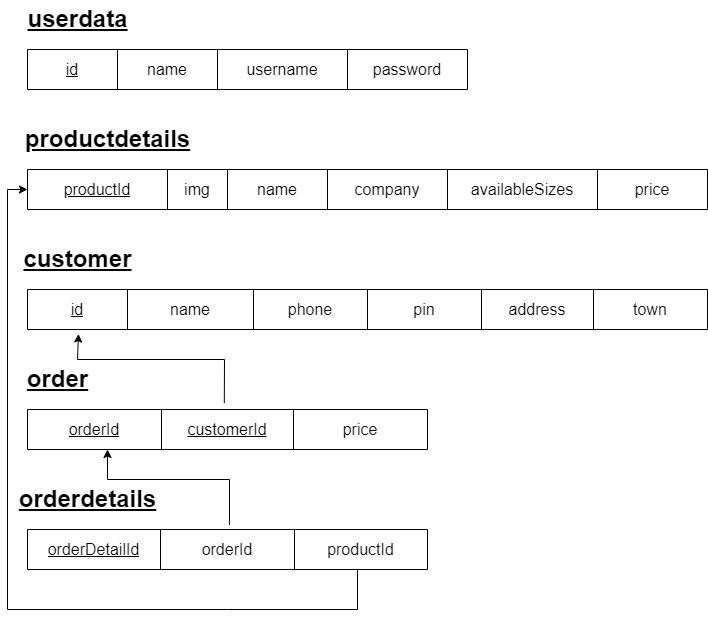 userdata
id name username password
productdetails
productId img name company availableSizes price
customer
id name phone pin address town
order
orderId customerId price
orderdetails
orderDetailId orderId productId